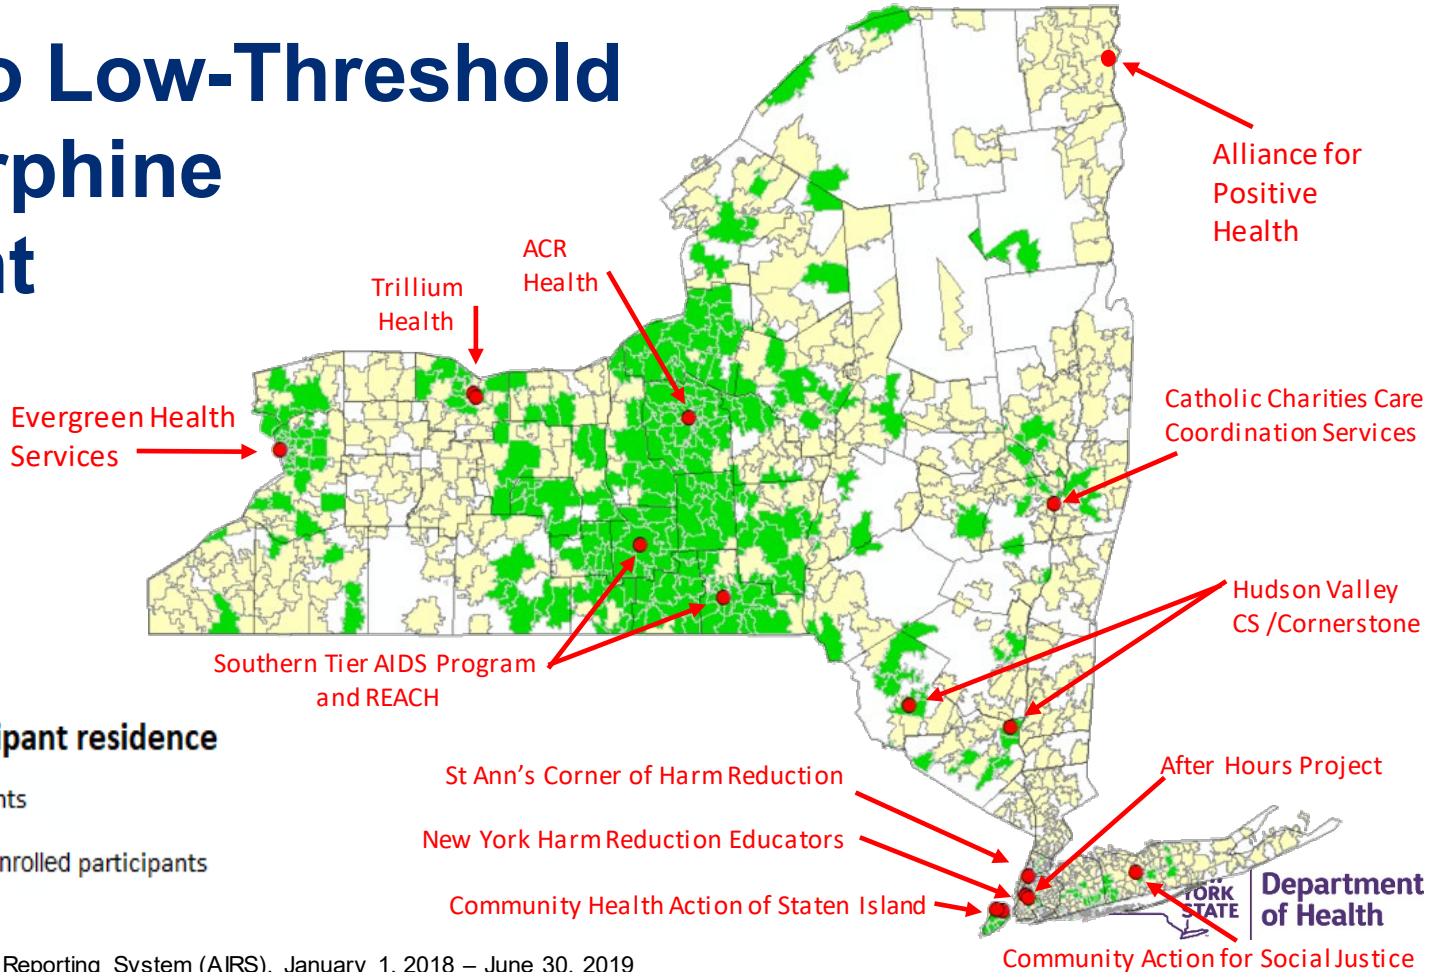 o Low-Threshold
rphine
nt
Alliance for
Positive
Health
ACR
Health
Trillium
Health
Evergreen Health
Services
Catholic Charities Care
Coordination Services
Hudson Valley
CS /Cornerstone
Southern Tier AIDS Program
and REACH
ipant residence
nts
nrolled participants
St Ann's Corner of Harm Reduction
After Hours Project
New York Harm Reduction Educators
Community Health Action of Staten Island
YORK
STATE
Department
of Health
Community Action for Social Justice
Reporting System (AIRS), January 1, 2018 – June 30, 2019